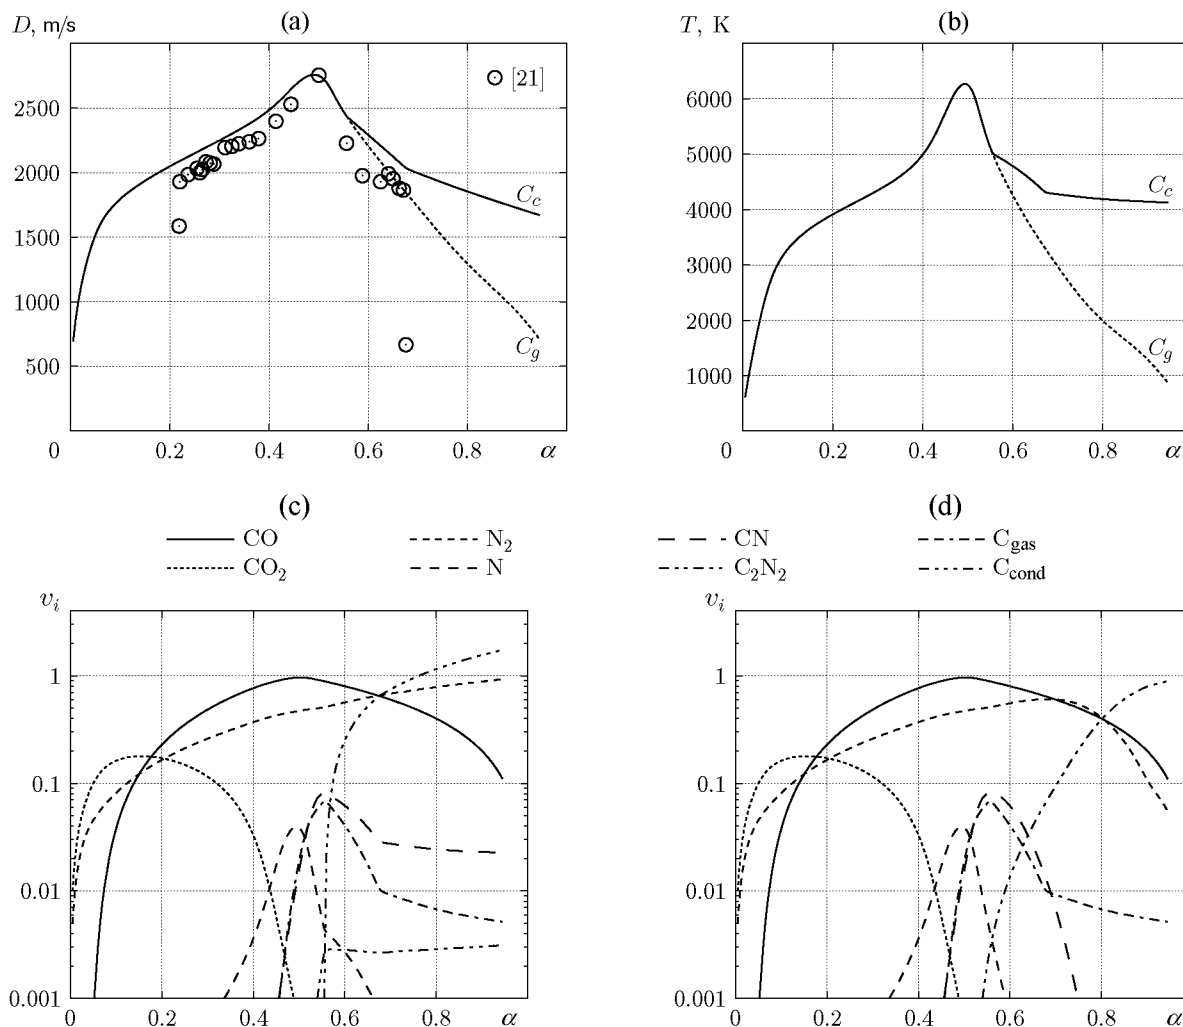 (a)
D, m/s
[21]
2500
2000
1500
1000
500
0
0.2
0.4
0.6
0.8
α
C_c
C_g
(b)
T, K
6000
5000
4000
3000
2000
1000
0
0.2
0.4
0.6
0.8
α
C_c
C_g
(c)
CO
N₂
CO₂
N
v_i
1
0.1
0.01
0.001
0
0.2
0.4
0.6
0.8
α
(d)
CN
C_gas
C₂N₂
C_cond
v_i
1
0.1
0.01
0.001
0
0.2
0.4
0.6
0.8
α